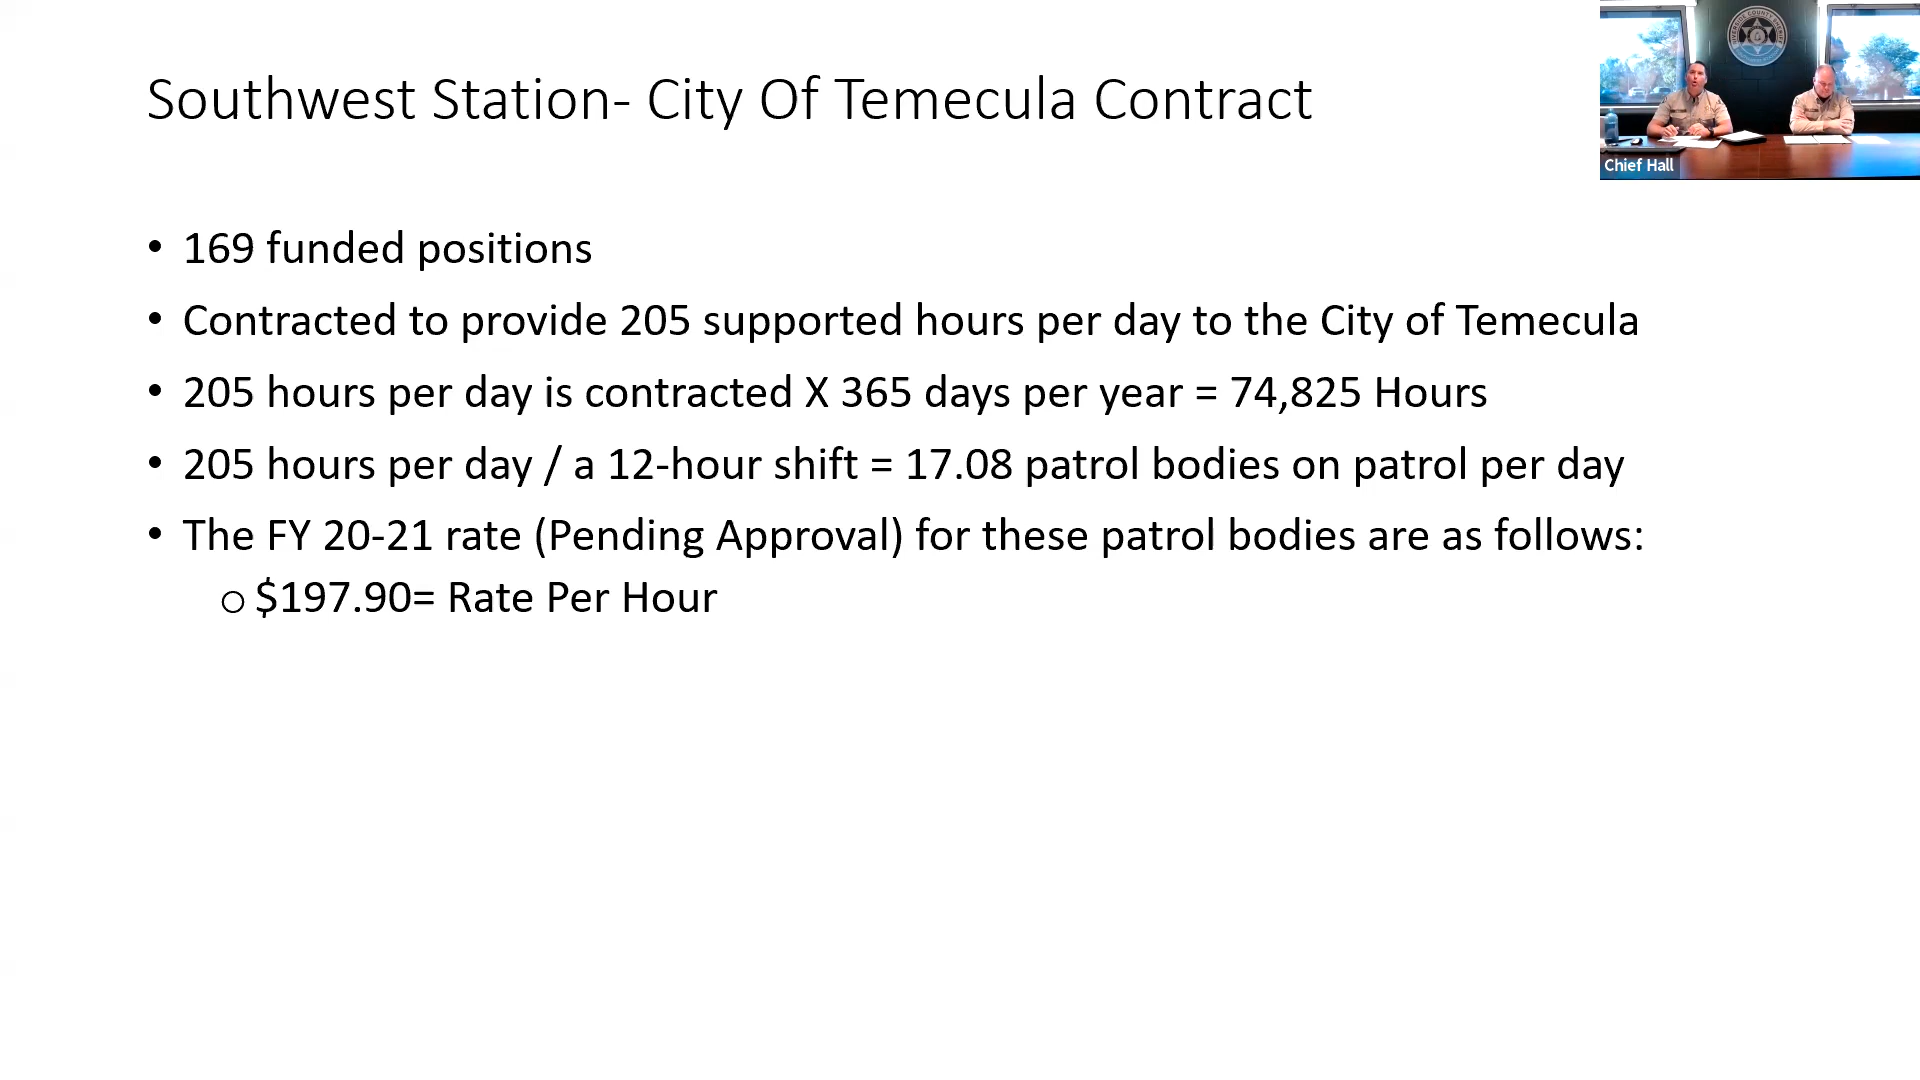 Southwest Station- City Of Temecula Contract
Chief Hall
• 169 funded positions
• Contracted to provide 205 supported hours per day to the City of Temecula
• 205 hours per day is contracted X 365 days per year = 74,825 Hours
• 205 hours per day / a 12-hour shift = 17.08 patrol bodies on patrol per day
• The FY 20-21 rate (Pending Approval) for these patrol bodies are as follows:
o $197.90= Rate Per Hour